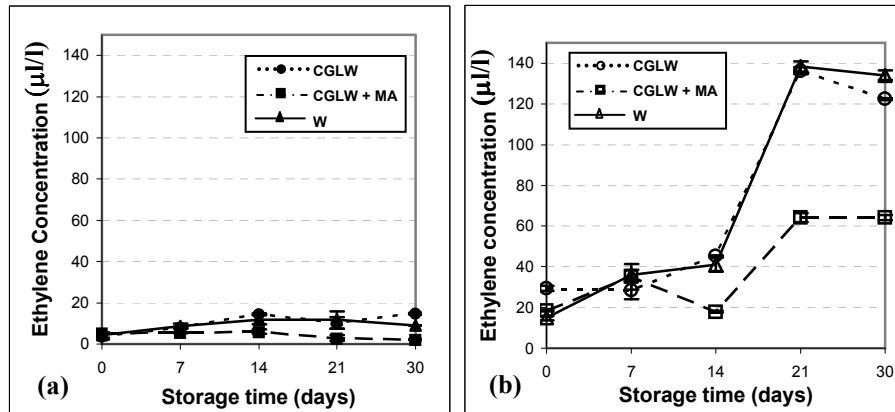 Ethylene Concentration (µl/l)
140
120
100
80
60
40
20
0
CGLW
CGLW + MA
W
0 7 14 21 30
(a)
Storage time (days)
Ethylene concentration (µl/l)
140
120
100
80
60
40
20
0
CGLW
CGLW + MA
W
0 7 14 21 30
(b)
Storage time (days)